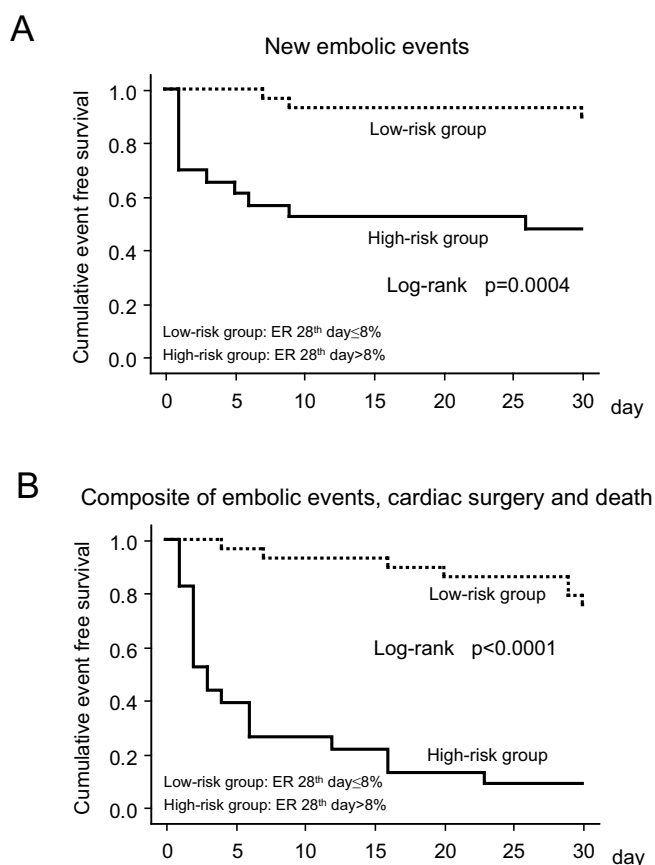 A
New embolic events
Cumulative event free survival
1.0
0.8
0.6
0.4
0.2
0.0
Low-risk group
High-risk group
Log-rank p=0.0004
Low-risk group: ER 28th day≤8%
High-risk group: ER 28th day>8%
0 5 10 15 20 25 30 day
B
Composite of embolic events, cardiac surgery and death
Cumulative event free survival
1.0
0.8
0.6
0.4
0.2
0.0
Low-risk group
Log-rank p<0.0001
High-risk group
Low-risk group: ER 28th day≤8%
High-risk group: ER 28th day>8%
0 5 10 15 20 25 30 day